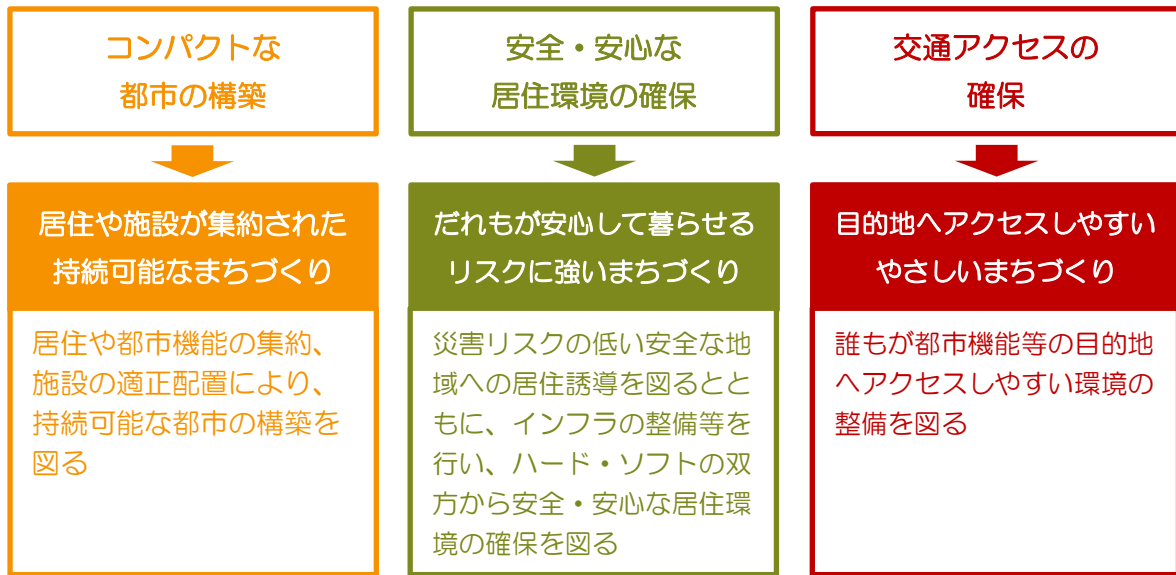 コンパクトな
都市の構築
居住や施設が集約された
持続可能なまちづくり
居住や都市機能の集約、
施設の適正配置により、
持続可能な都市の構築を
図る
安全・安心な
居住環境の確保
だれもが安心して暮らせる
リスクに強いまちづくり
災害リスクの低い安全な地
域への居住誘導を図るとと
もに、インフラの整備等を
行い、ハード・ソフトの双
方から安全・安心な居住環
境の確保を図る
交通アクセスの
確保
目的地へアクセスしやすい
やさしいまちづくり
誰もが都市機能等の目的地
へアクセスしやすい環境の
整備を図る